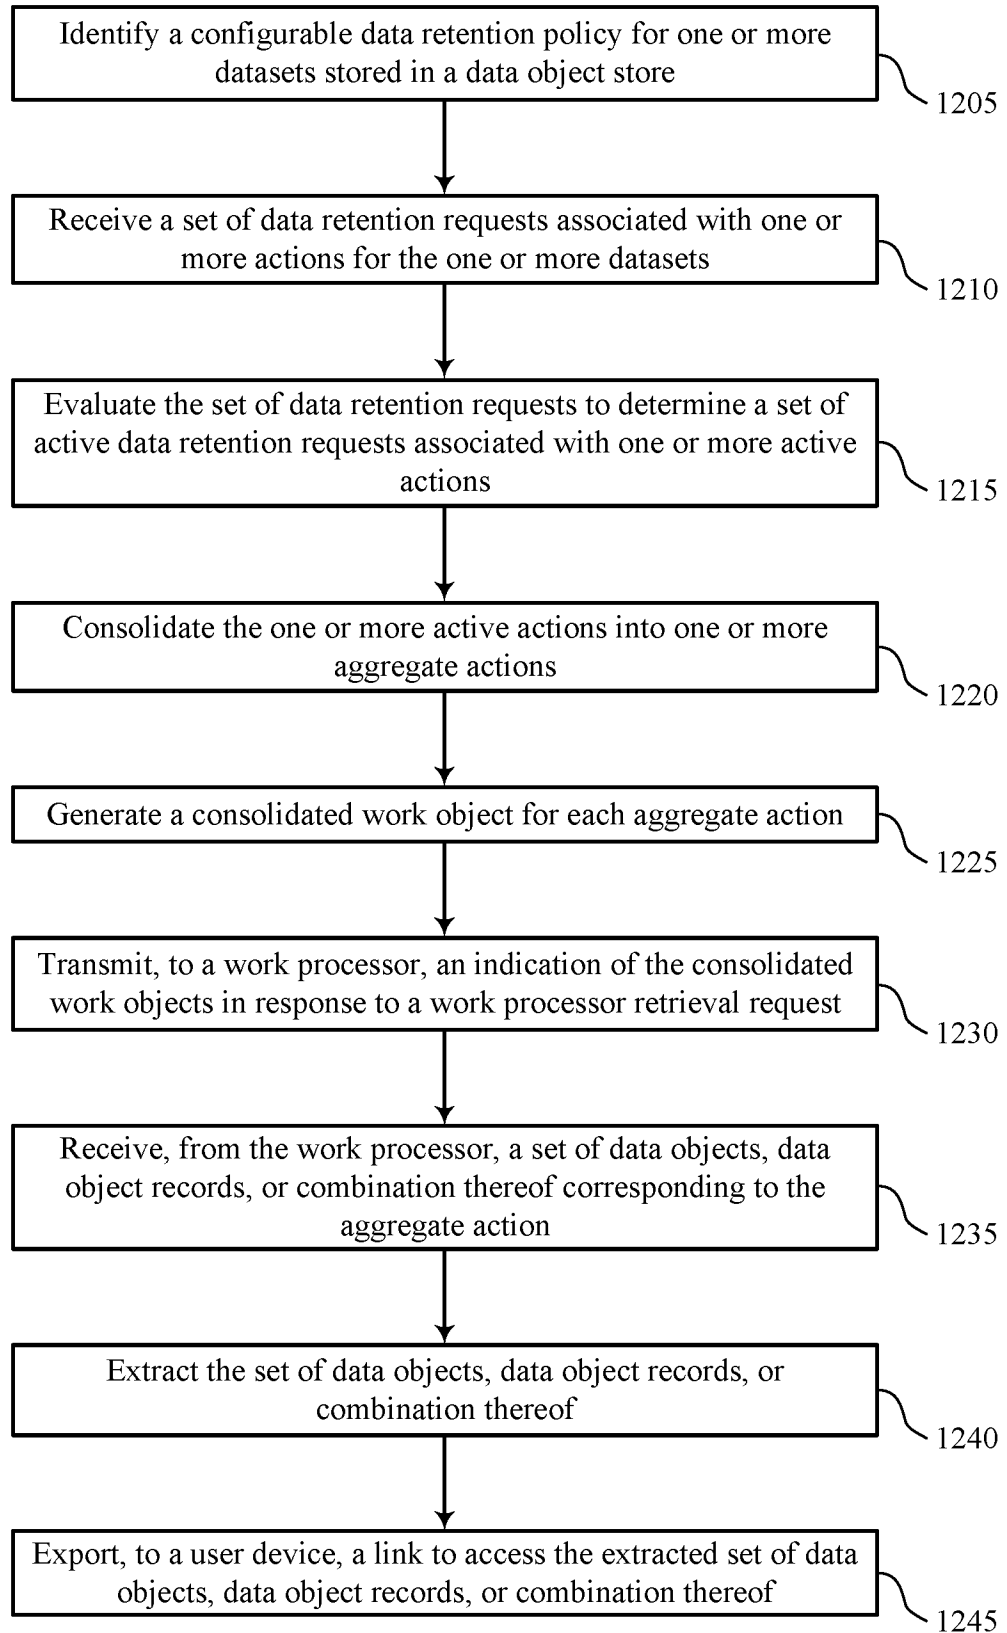 Identify a configurable data retention policy for one or more
datasets stored in a data object store
1205
Receive a set of data retention requests associated with one or
more actions for the one or more datasets
1210
Evaluate the set of data retention requests to determine a set of
active data retention requests associated with one or more active
actions
1215
Consolidate the one or more active actions into one or more
aggregate actions
1220
Generate a consolidated work object for each aggregate action
1225
Transmit, to a work processor, an indication of the consolidated
work objects in response to a work processor retrieval request
1230
Receive, from the work processor, a set of data objects, data
object records, or combination thereof corresponding to the
aggregate action
1235
Extract the set of data objects, data object records, or
combination thereof
1240
Export, to a user device, a link to access the extracted set of data
objects, data object records, or combination thereof
1245